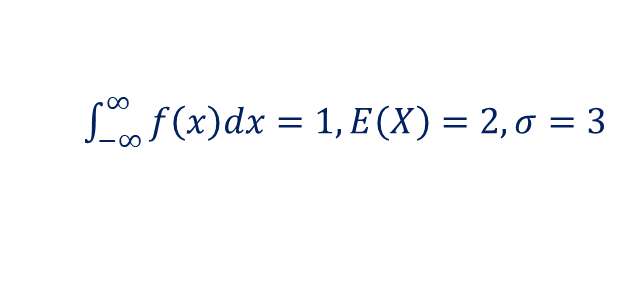 ∫_{-∞}^{∞} f(x)dx = 1, E(X) = 2, σ = 3